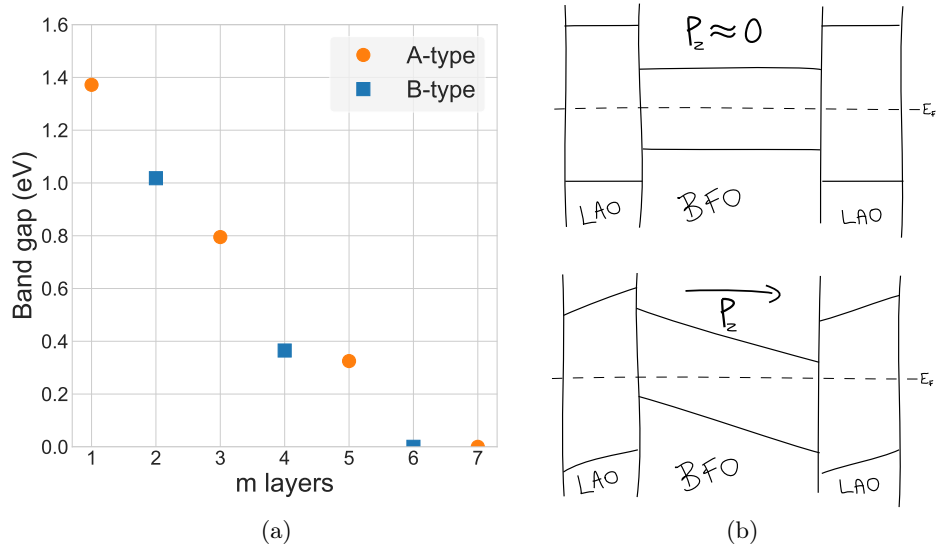 1.6
1.4
1.2
1.0
0.8
0.6
0.4
0.2
0.0
Band gap (eV)
1 2 3 4 5 6 7
m layers
A-type
B-type
(a)
P_z ≈ 0
E_F
LAO BFO LAO
P_z
E_F
LAO BFO LAO
(b)